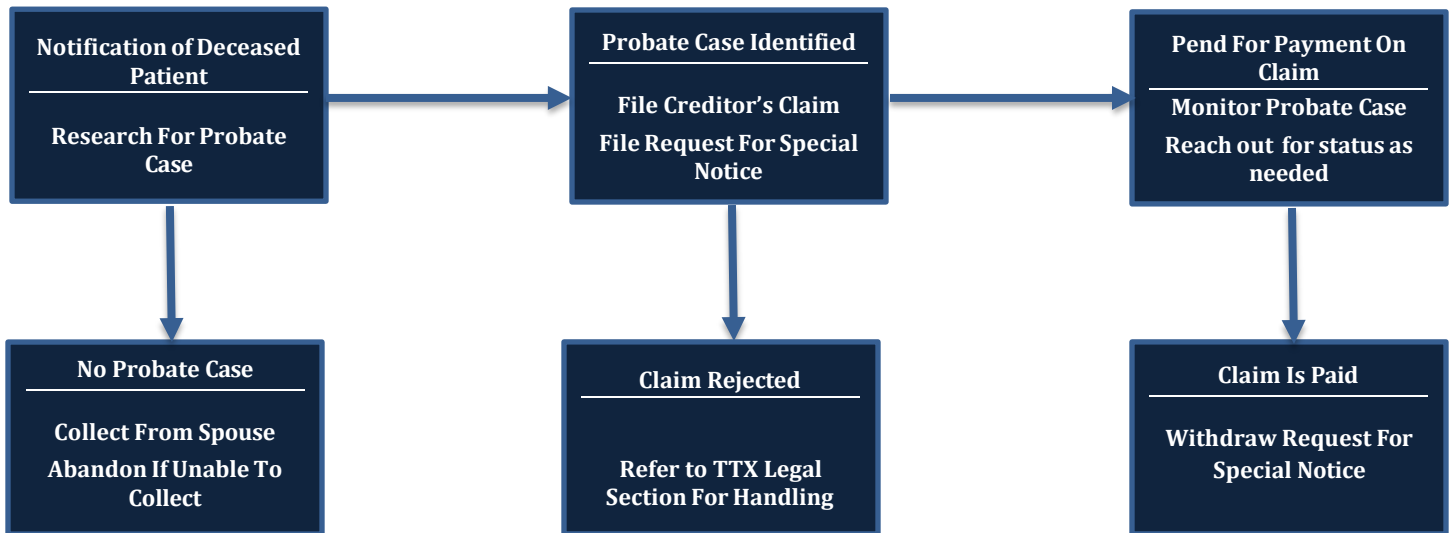 Notification of Deceased
Patient
Research For Probate
Case
Probate Case Identified
File Creditor’s Claim
File Request For Special
Notice
Pend For Payment On
Claim
Monitor Probate Case
Reach out for status as
needed
No Probate Case
Collect From Spouse
Abandon If Unable To
Collect
Claim Rejected
Refer to TTX Legal
Section For Handling
Claim Is Paid
Withdraw Request For
Special Notice